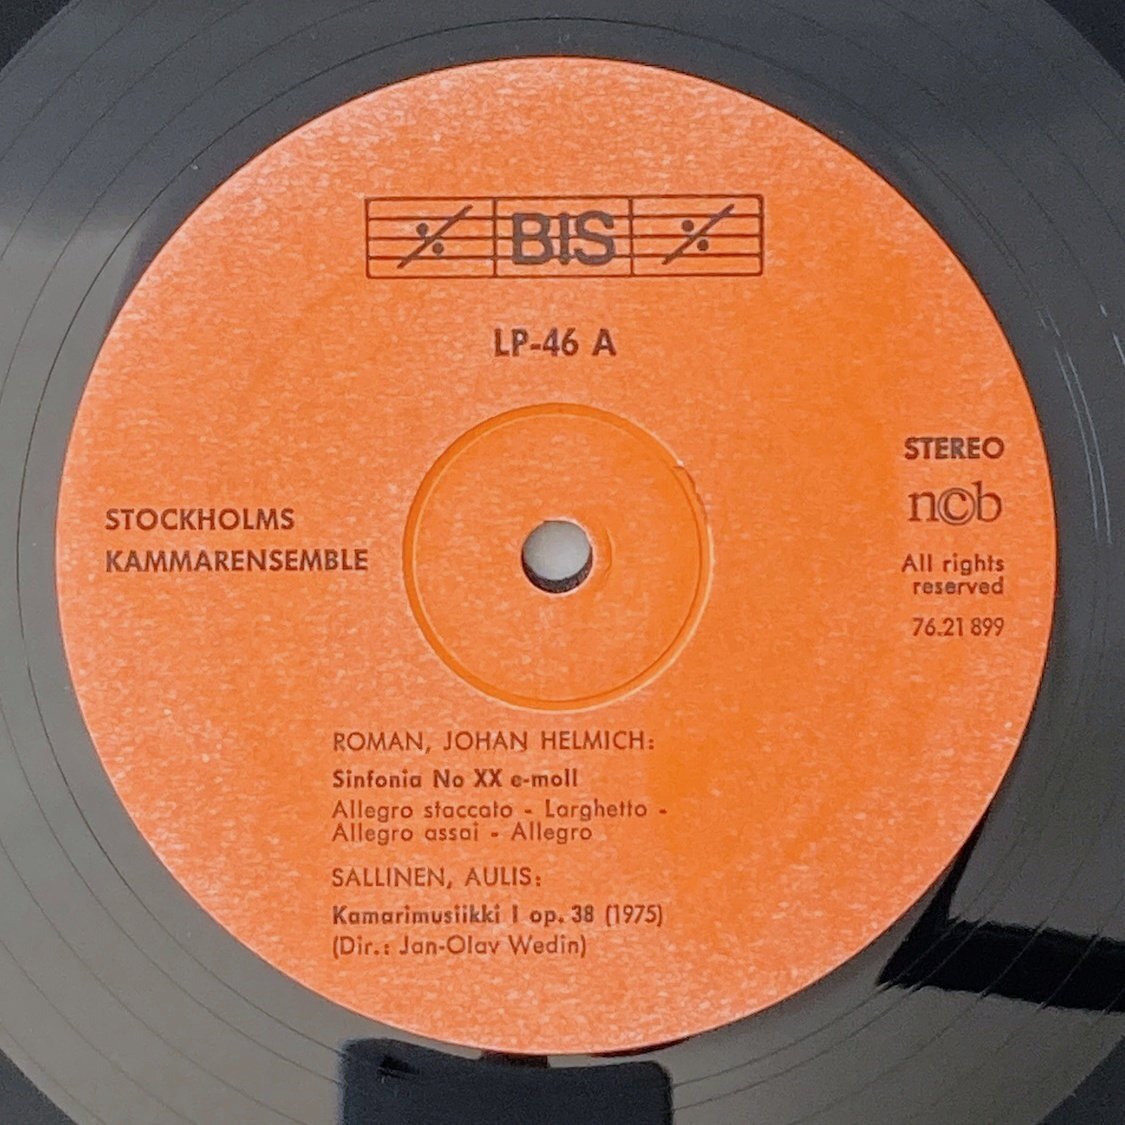 BIS
LP-46 A
STEREO
n©b
All rights
reserved
76.21 899
STOCKHOLMS
KAMMARENSEMBLE
ROMAN, JOHAN HELMICH:
Sinfonia No XX e-moll
Allegro staccato - Larghetto -
Allegro assai - Allegro
SALLINEN, AULIS:
Kamarimusiikki I op. 38 (1975)
(Dir.: Jan-Olav Wedin)